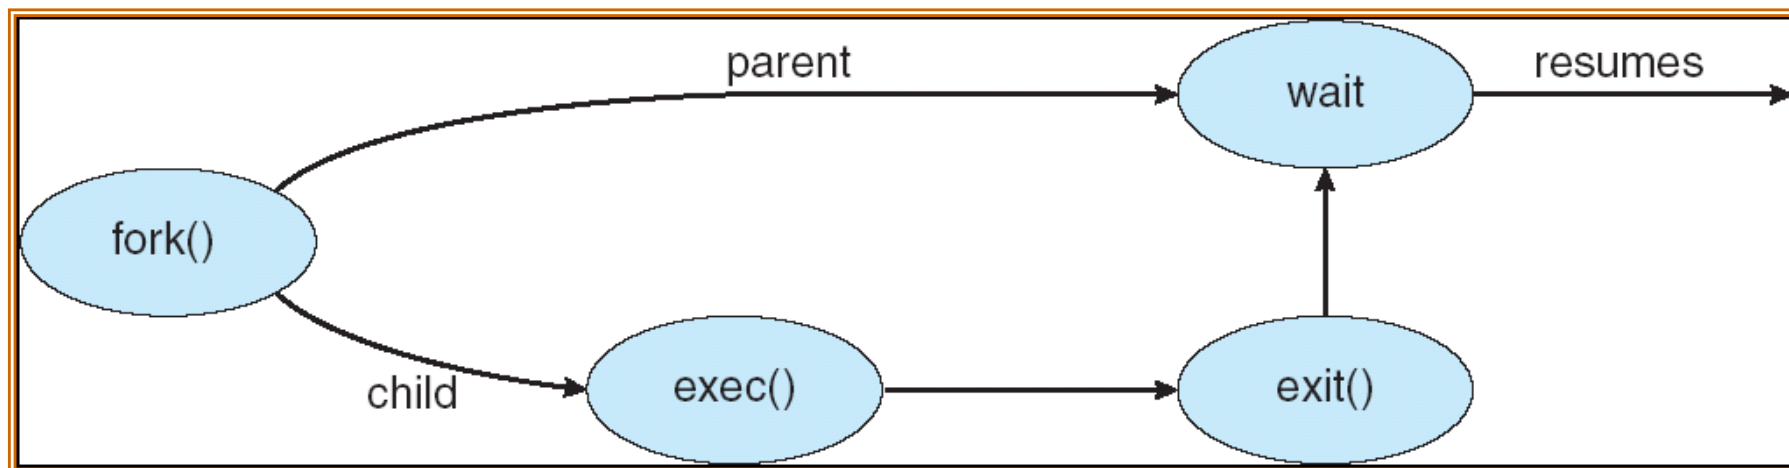 parent
wait
resumes
fork()
child
exec()
exit()